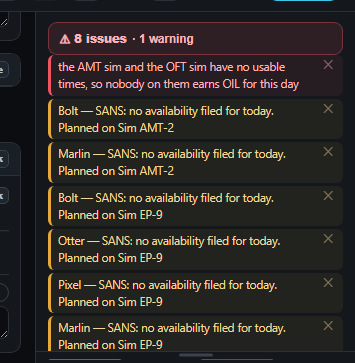 ⚠ 8 issues · 1 warning
the AMT sim and the OFT sim have no usable
times, so nobody on them earns OIL for this day
Bolt — SANS: no availability filed for today.
Planned on Sim AMT-2
Marlin — SANS: no availability filed for today.
Planned on Sim AMT-2
Bolt — SANS: no availability filed for today.
Planned on Sim EP-9
Otter — SANS: no availability filed for today.
Planned on Sim EP-9
Pixel — SANS: no availability filed for today.
Planned on Sim EP-9
Marlin — SANS: no availability filed for today.
Planned on Sim EP-9